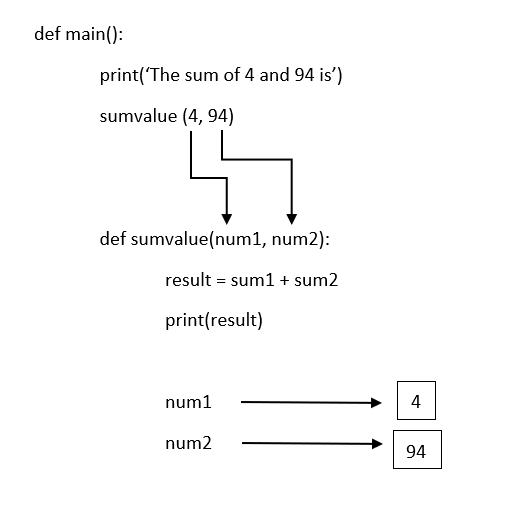 def main():
print(‘The sum of 4 and 94 is’)
sumvalue (4, 94)
def sumvalue(num1, num2):
result = sum1 + sum2
print(result)
num1 4
num2 94